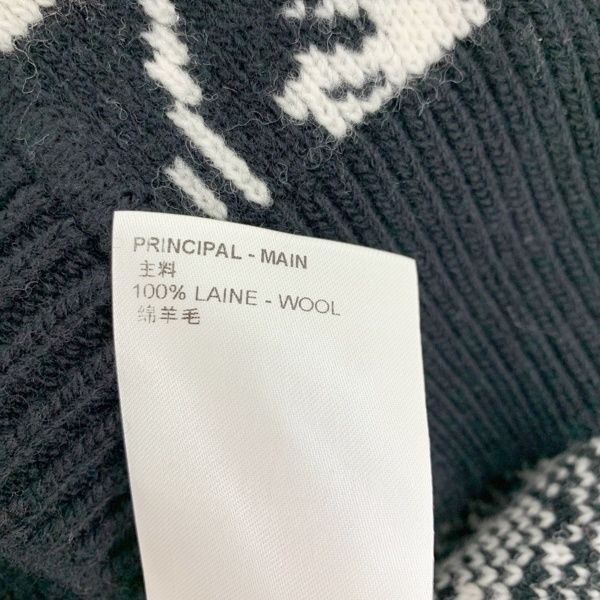 PRINCIPAL - MAIN
主料
100% LAINE - WOOL
绵羊毛